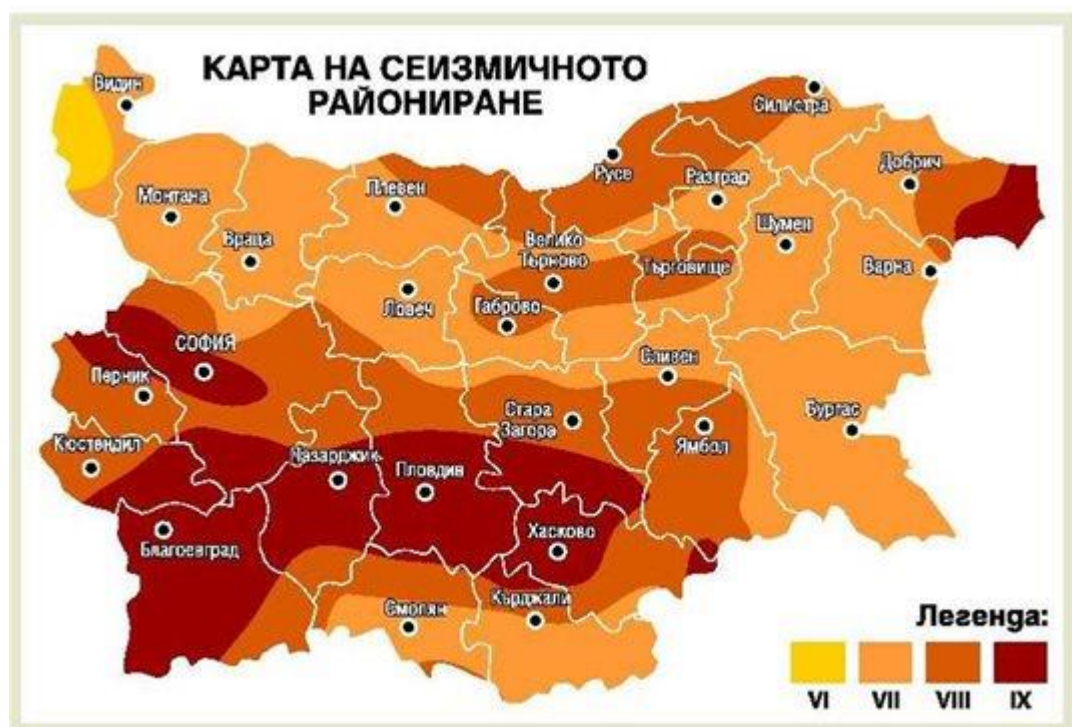 КАРТА НА СЕИЗМИЧНОТО
РАЙОНИРАНЕ
Видин
Силистра
Русе
Добрич
Разград
Плевен
Монтана
Шумен
Враца
Велико
Търново
Търговище
Варна
Ловеч
Габрово
СОФИЯ
Сливен
Перник
Стара
Загора
Бургас
Ямбол
Кюстендил
Пазарджик
Пловдив
Хасково
Благоевград
Кърджали
Смолян
Легенда:
VI VII VIII IX